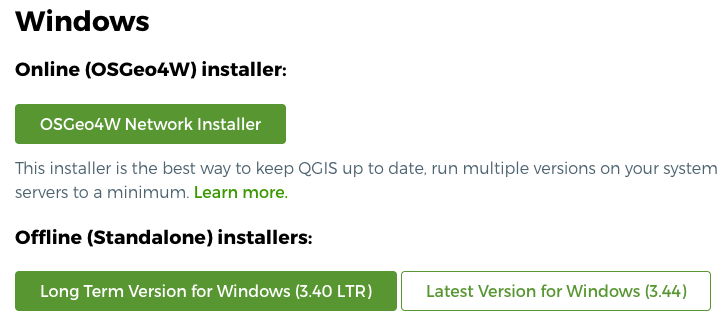 Windows
Online (OSGeo4W) installer:
OSGeo4W Network Installer
This installer is the best way to keep QGIS up to date, run multiple versions on your system
servers to a minimum. Learn more.
Offline (Standalone) installers:
Long Term Version for Windows (3.40 LTR) Latest Version for Windows (3.44)